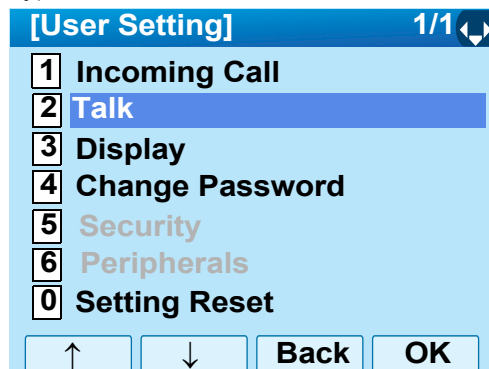 [User Setting] 1/1
1 Incoming Call
2 Talk
3 Display
4 Change Password
5 Security
6 Peripherals
0 Setting Reset
↑ ↓ Back OK